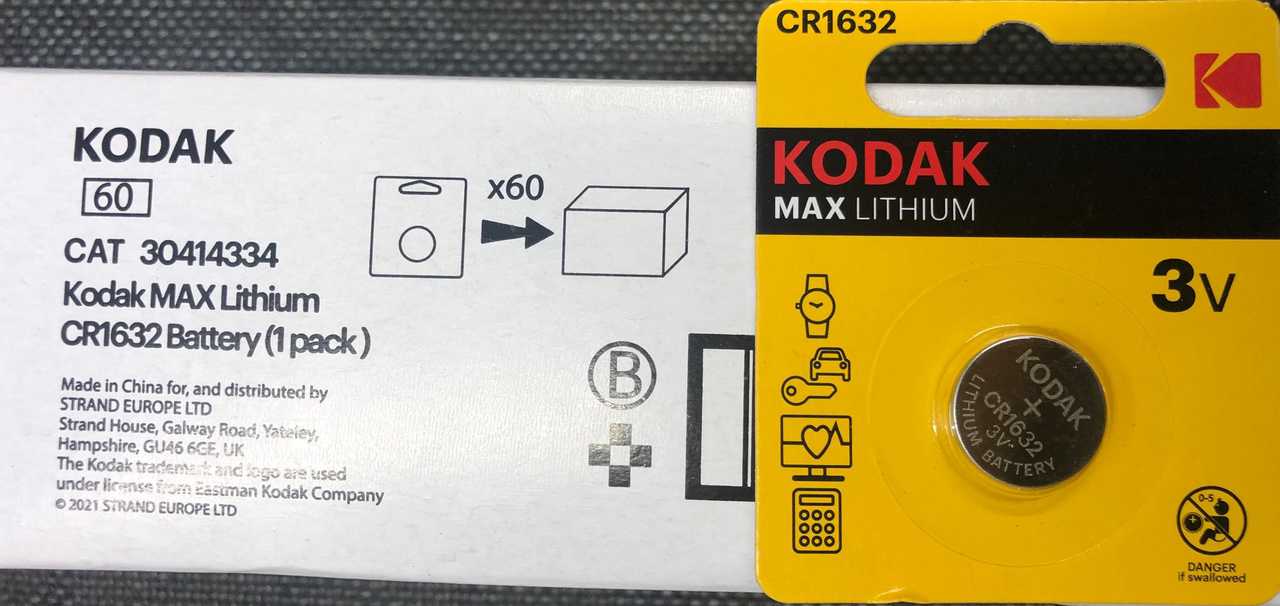 KODAK
60
CAT 30414334
Kodak MAX Lithium
CR1632 Battery (1 pack)
Made in China for, and distributed by
STRAND EUROPE LTD
Strand House, Galway Road, Yateley,
Hampshire, GU46 6GE, UK
The Kodak trademark and logo are used
under license from Eastman Kodak Company
© 2021 STRAND EUROPE LTD
x60
B
CR1632
K
KODAK
MAX LITHIUM
3V
KODAK
+
CR1632
3V
LITHIUM BATTERY
0-5
DANGER
if swallowed